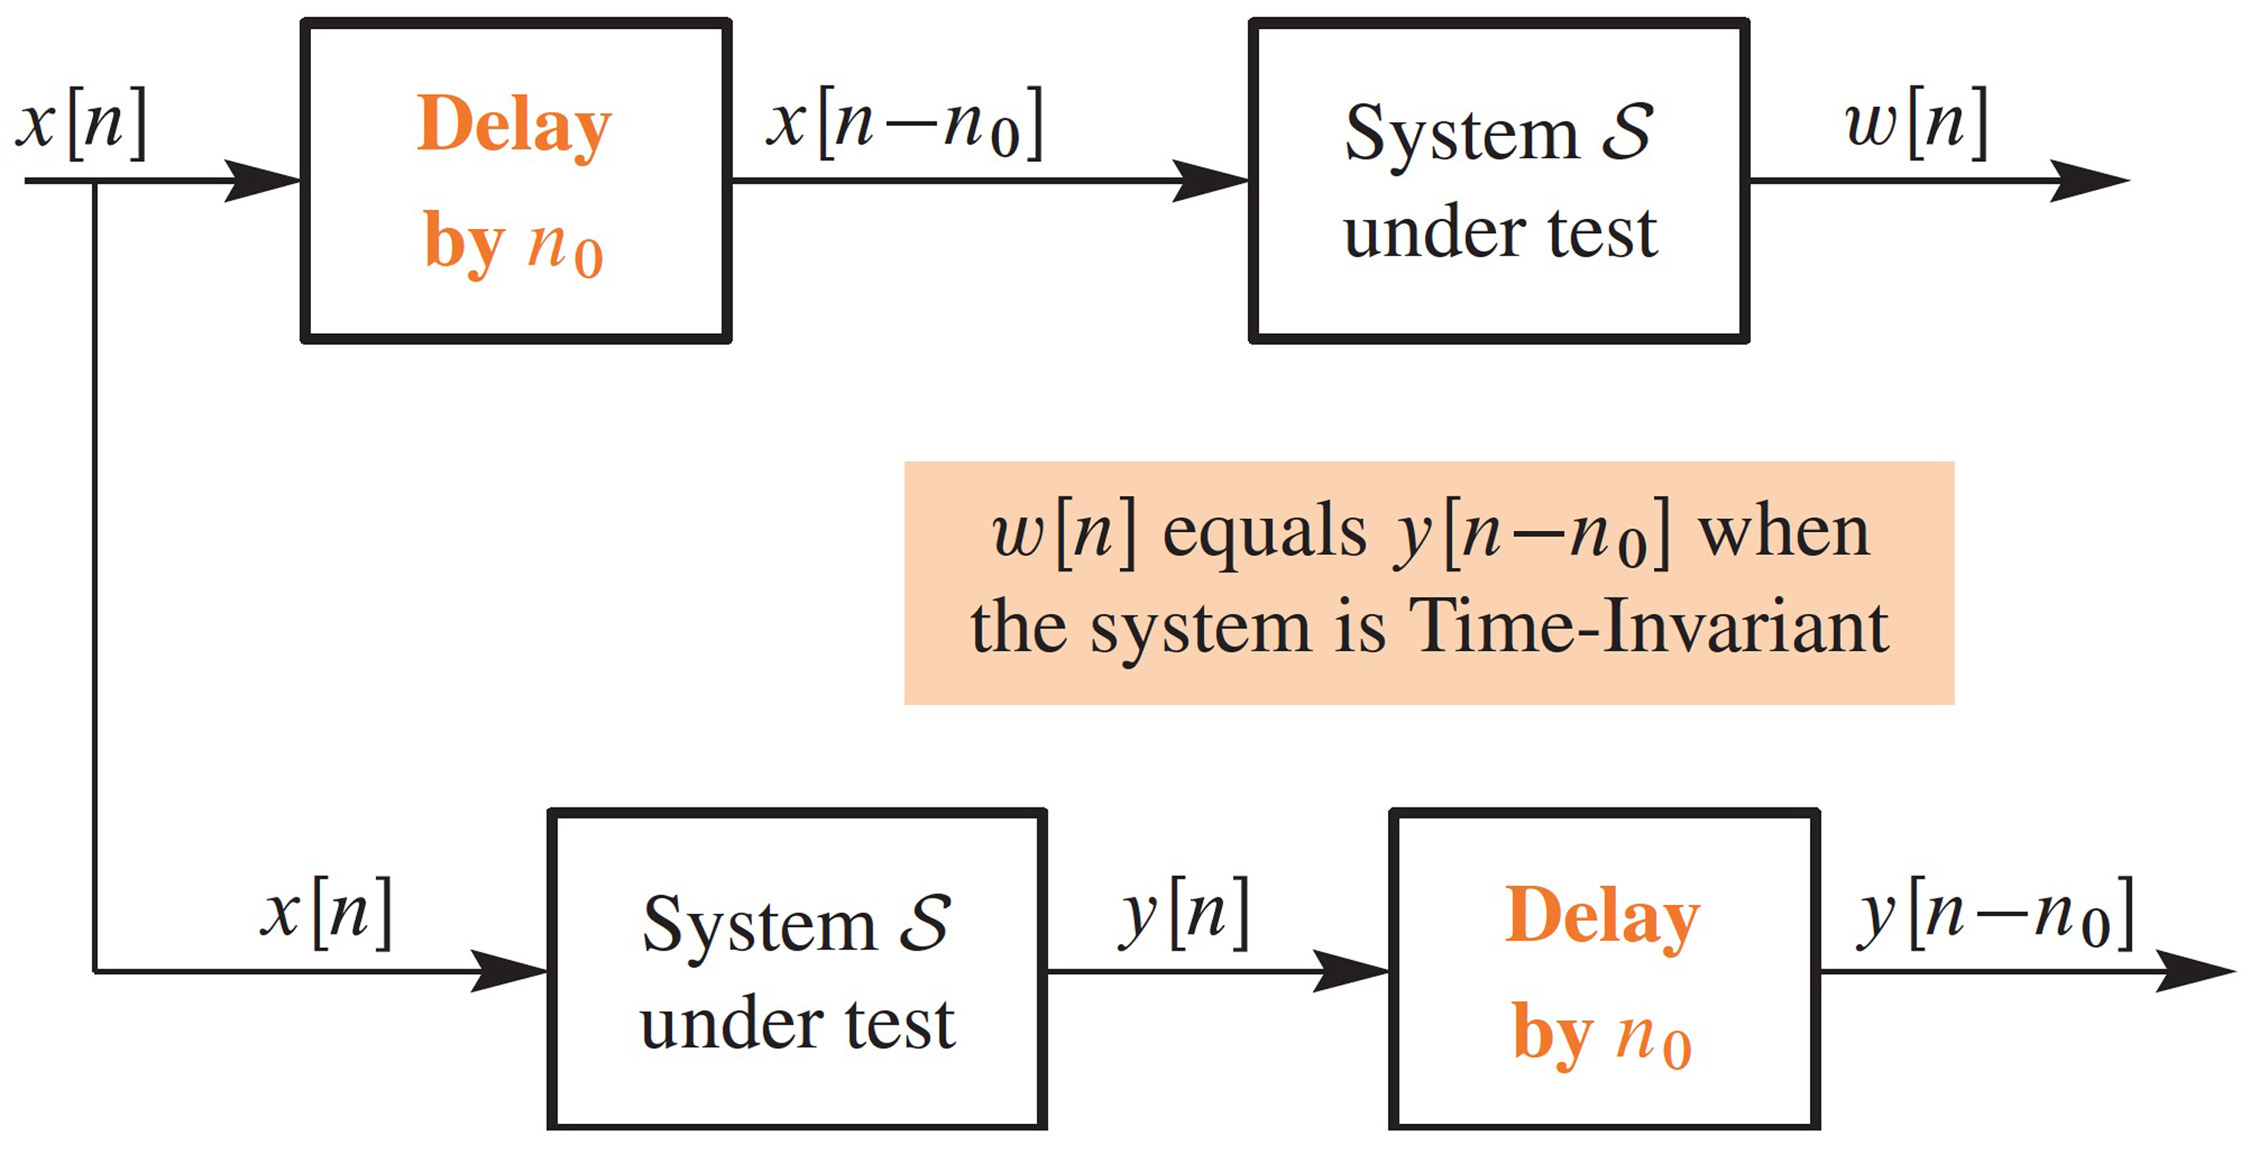 x[n]
Delay
by n₀
x[n−n₀]
System 𝒮
under test
w[n]
w[n] equals y[n−n₀] when
the system is Time-Invariant
x[n]
System 𝒮
under test
y[n]
Delay
by n₀
y[n−n₀]